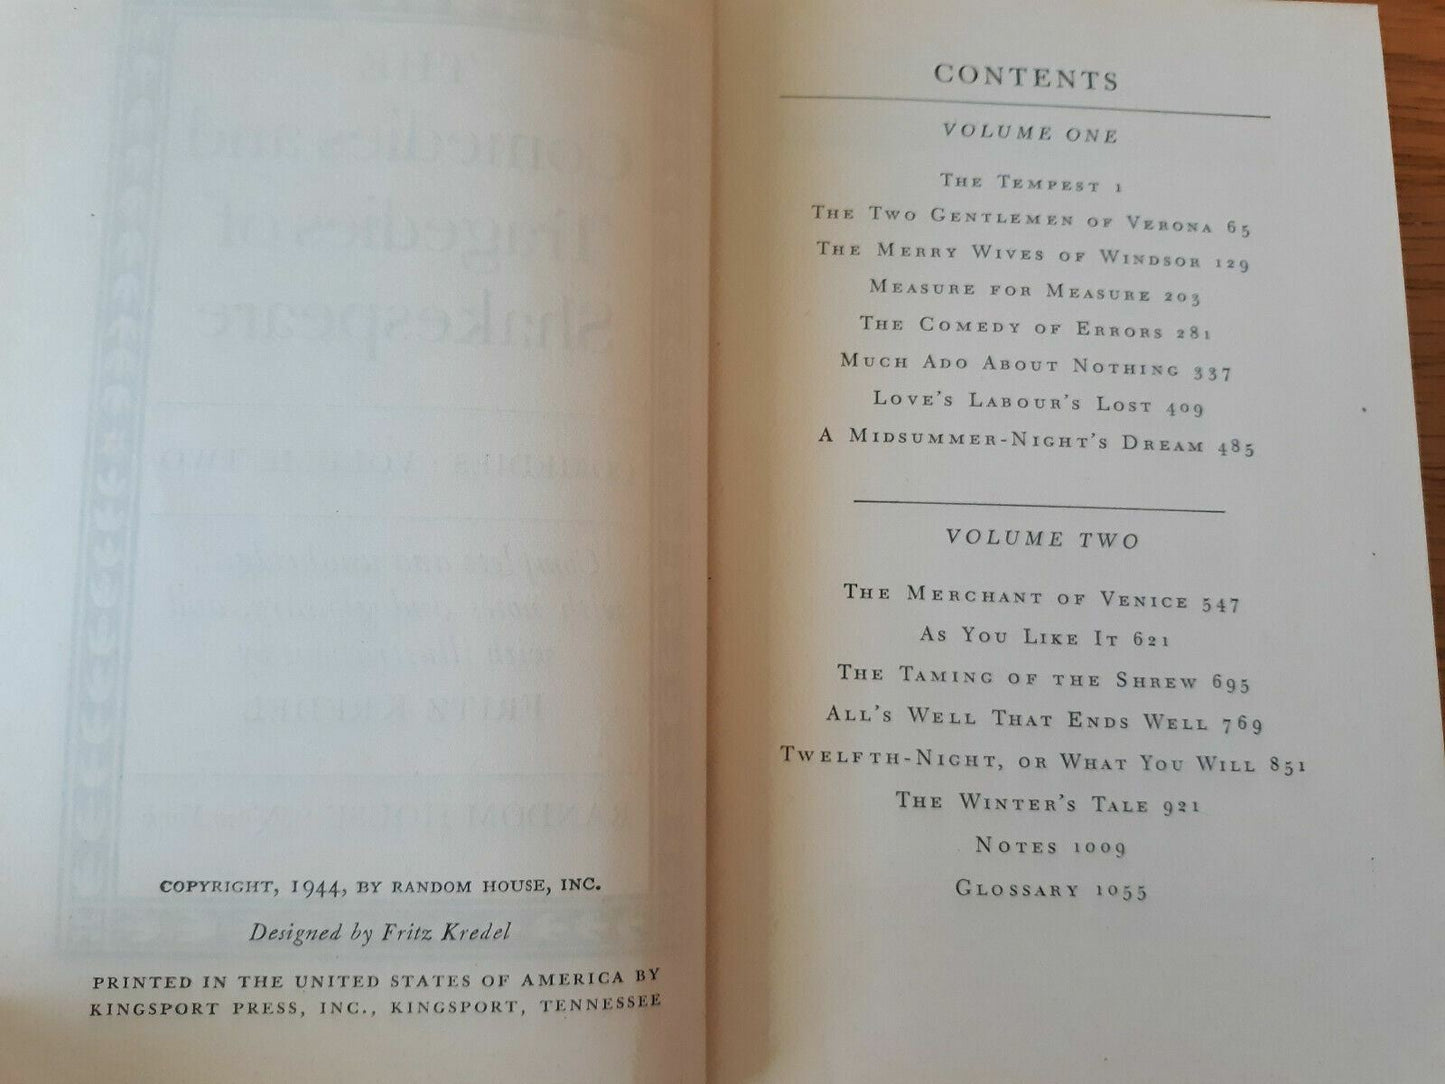 COPYRIGHT, 1944, BY RANDOM HOUSE, INC.
Designed by Fritz Kredel
PRINTED IN THE UNITED STATES OF AMERICA BY
KINGSPORT PRESS, INC., KINGSPORT, TENNESSEE
CONTENTS
VOLUME ONE
THE TEMPEST 1
THE TWO GENTLEMEN OF VERONA 65
THE MERRY WIVES OF WINDSOR 129
MEASURE FOR MEASURE 203
THE COMEDY OF ERRORS 281
MUCH ADO ABOUT NOTHING 337
LOVE'S LABOUR'S LOST 409
A MIDSUMMER-NIGHT'S DREAM 485
VOLUME TWO
THE MERCHANT OF VENICE 547
AS YOU LIKE IT 621
THE TAMING OF THE SHREW 695
ALL'S WELL THAT ENDS WELL 769
TWELFTH-NIGHT, OR WHAT YOU WILL 851
THE WINTER'S TALE 921
NOTES 1009
GLOSSARY 1055